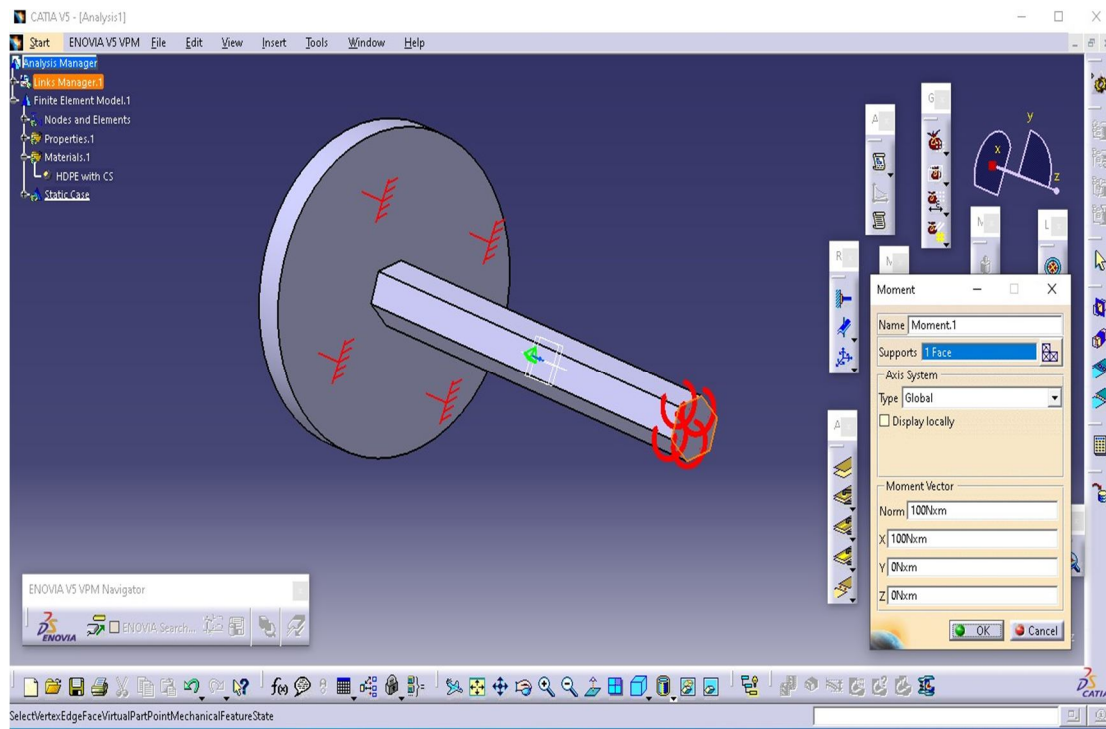 CATIA V5 - [Analysis1]
Start ENOVIA V5 VPM File Edit View Insert Tools Window Help
Analysis Manager
Links Manager.1
Finite Element Model.1
Nodes and Elements
Properties.1
Materials.1
HDPE with CS
Static Case
A
G
y
x
z
M
L
R
M
A
Moment
Name Moment.1
Supports 1 Face
Axis System
Type Global
Display locally
Moment Vector
Norm 100Nxm
X 100Nxm
Y 0Nxm
Z 0Nxm
OK Cancel
ENOVIA V5 VPM Navigator
ENOVIA
ENOVIA Search...
f(x)
CATIA
SelectVertexEdgeFaceVirtualPartPointMechanicalFeatureState